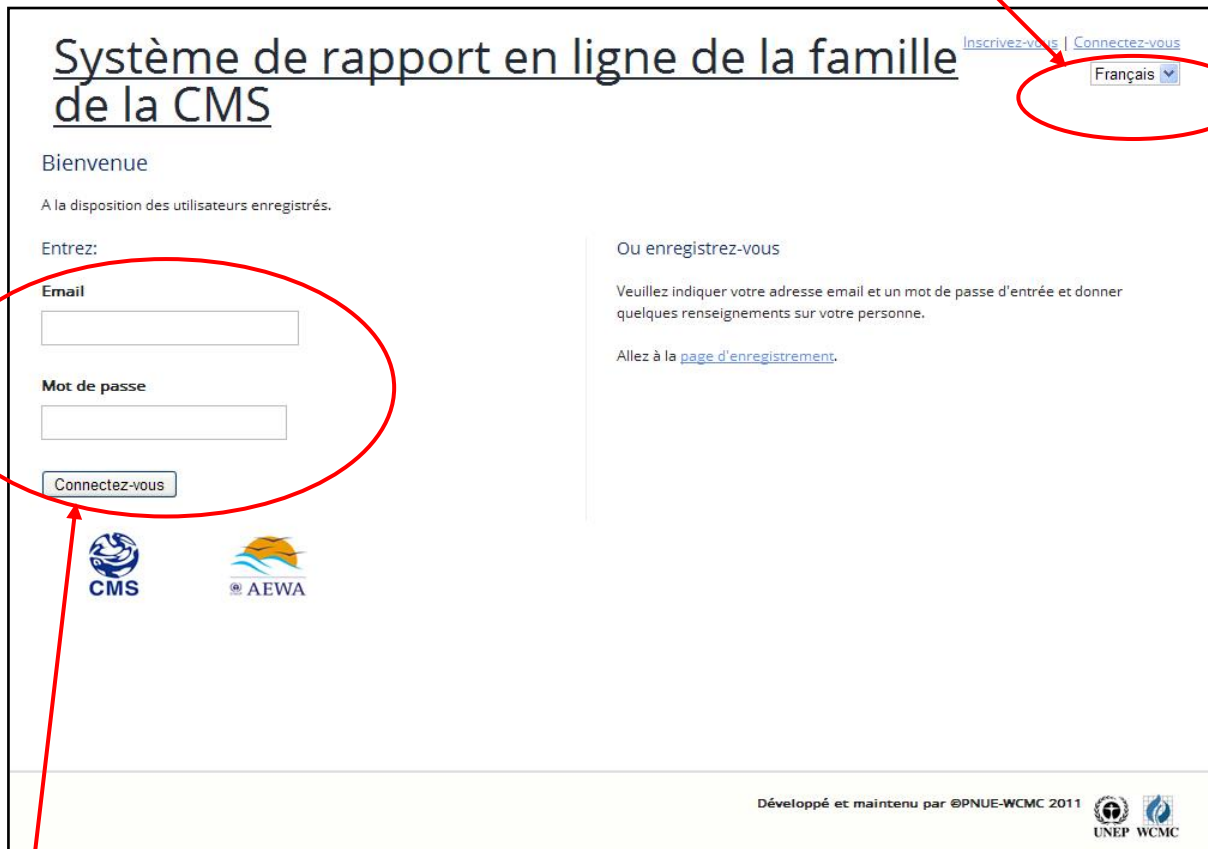 Système de rapport en ligne de la famille
de la CMS
Inscrivez-vous | Connectez-vous
Français
Bienvenue
A la disposition des utilisateurs enregistrés.
Entrez:
Email
Mot de passe
Connectez-vous
Ou enregistrez-vous
Veuillez indiquer votre adresse email et un mot de passe d'entrée et donner
quelques renseignements sur votre personne.
Allez à la page d'enregistrement.
CMS
AEWA
Développé et maintenu par ©PNUE-WCMC 2011
UNEP WCMC